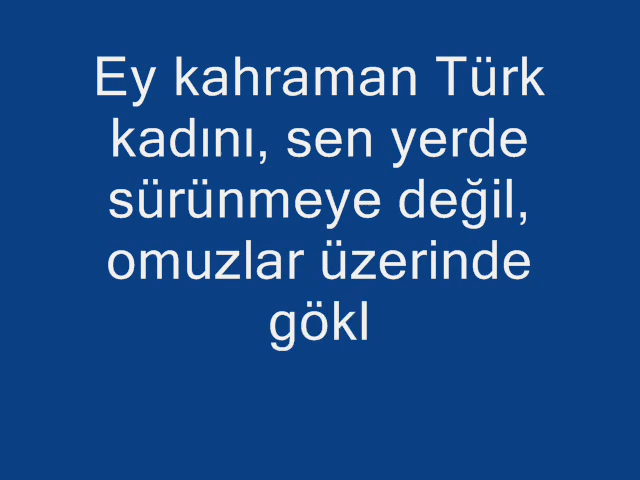 Ey kahraman Türk
kadını, sen yerde
sürünmeye değil,
omuzlar üzerinde
gökl